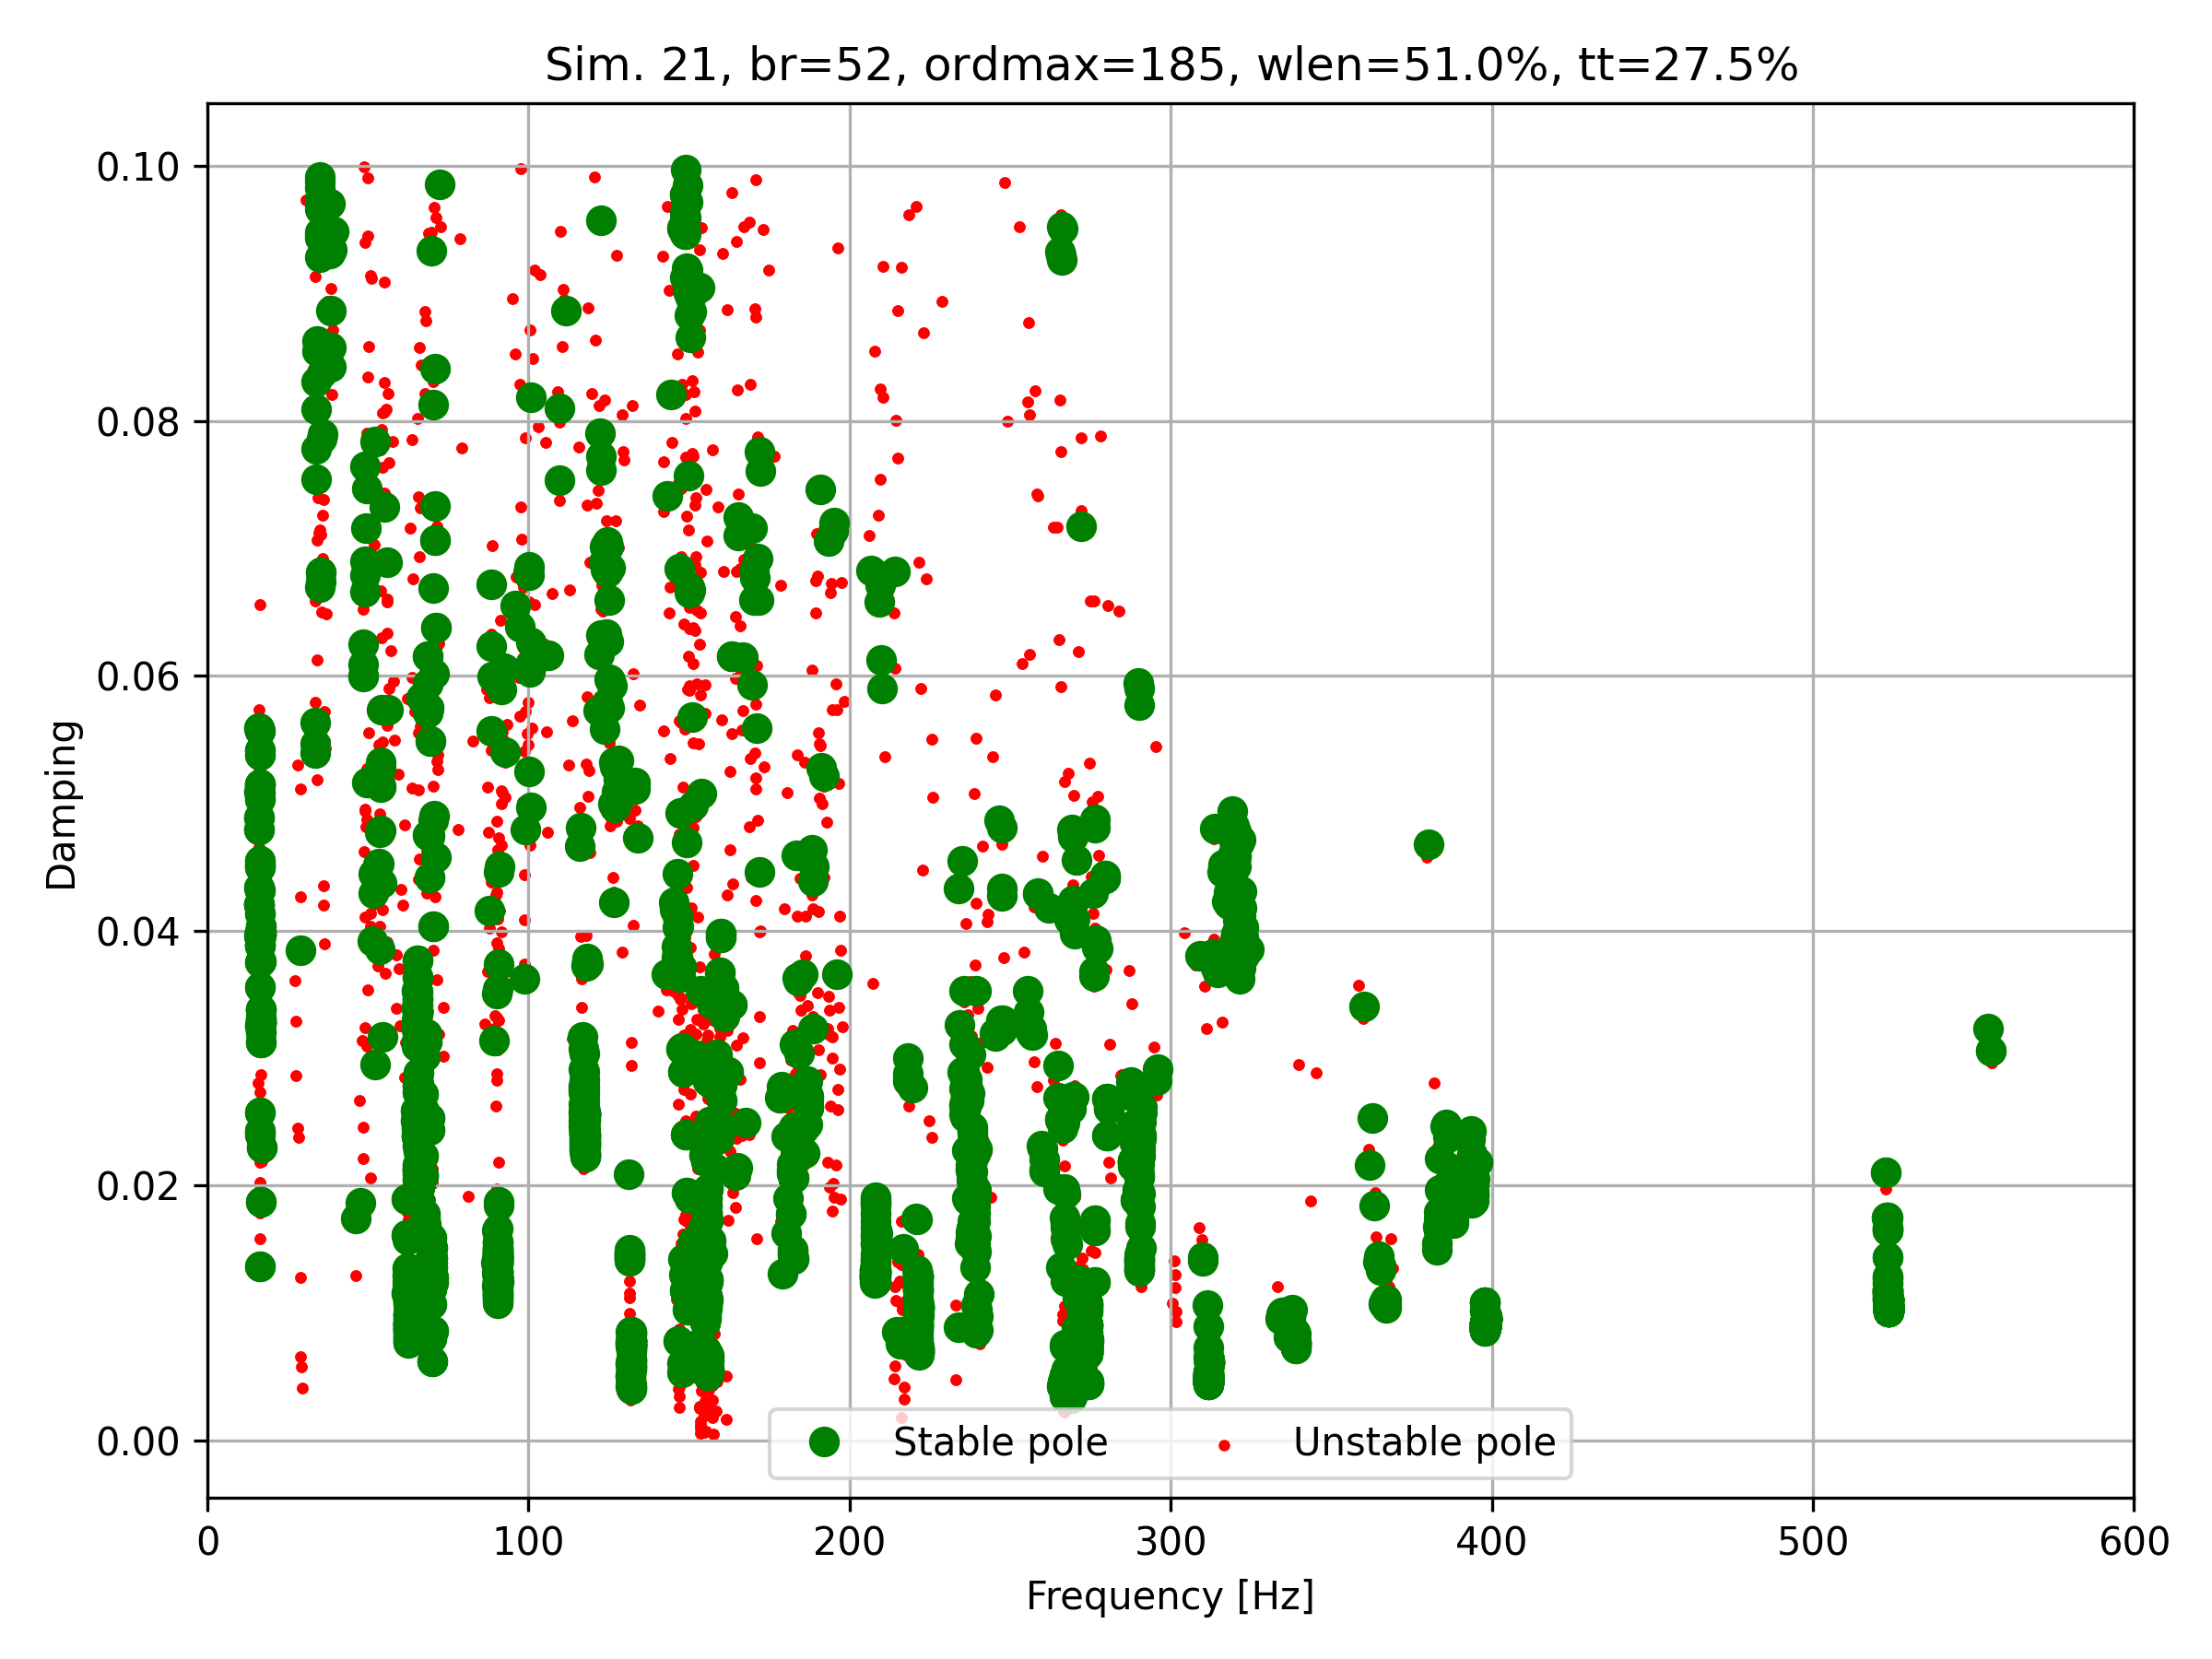 Sim. 21, br=52, ordmax=185, wlen=51.0%, tt=27.5%
Damping
0.10
0.08
0.06
0.04
0.02
0.00
Stable pole
Unstable pole
0 100 200 300 400 500 600
Frequency [Hz]